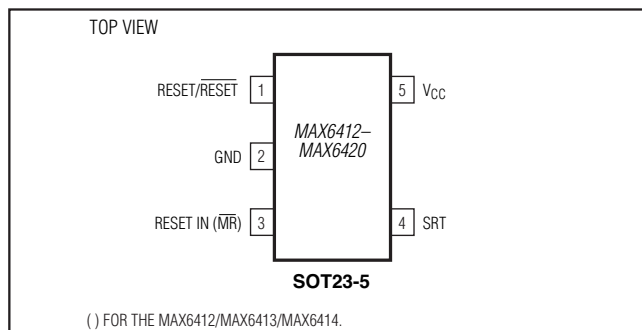 TOP VIEW
RESET/RESET 1
5 VCC
MAX6412–
MAX6420
GND 2
RESET IN (MR) 3
4 SRT
SOT23-5
( ) FOR THE MAX6412/MAX6413/MAX6414.